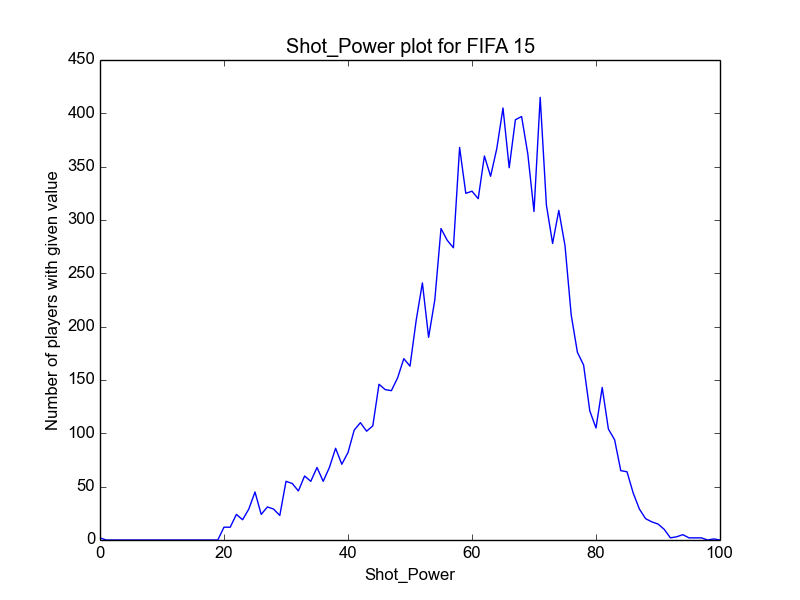 Shot_Power plot for FIFA 15
450
400
350
300
250
200
150
100
50
0
0 20 40 60 80 100
Number of players with given value
Shot_Power